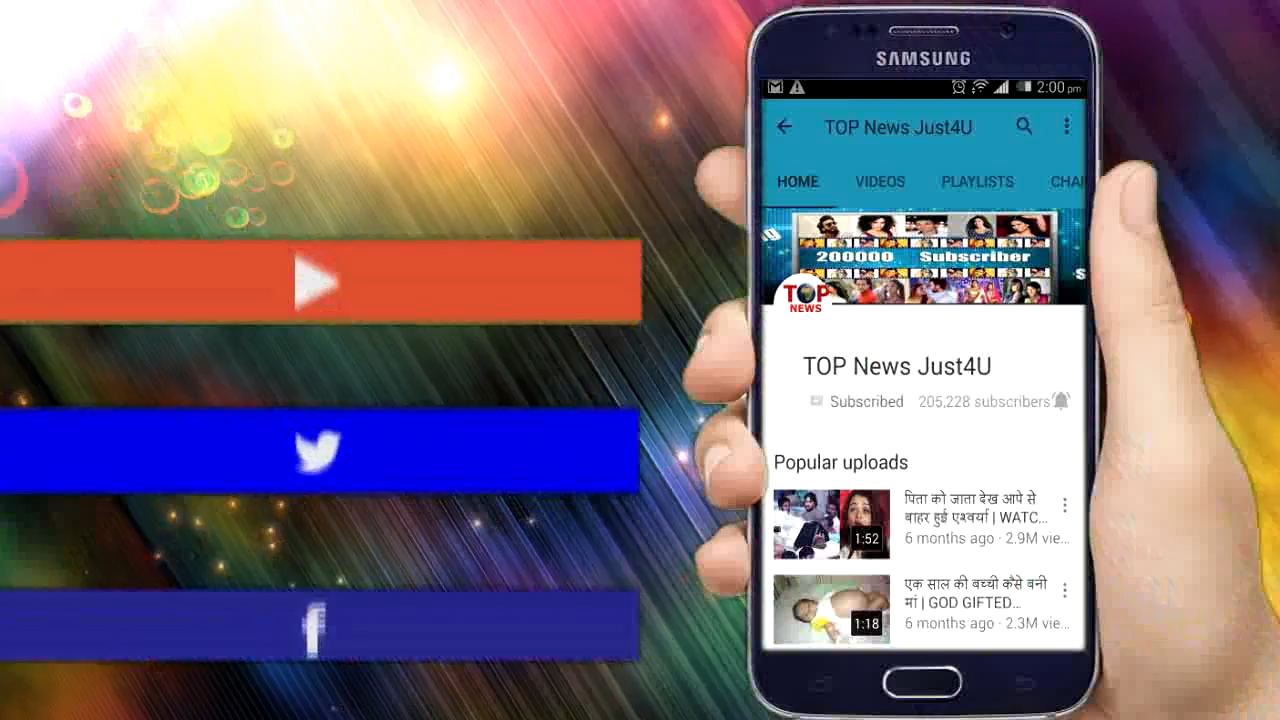 SAMSUNG
2:00 pm
TOP News Just4U
HOME VIDEOS PLAYLISTS CHAN
200000 Subscriber
TOP
NEWS
TOP News Just4U
Subscribed 205,228 subscribers
Popular uploads
पिता को जाता देख आपे से
बाहर हुई एश्वर्या | WATC...
1:52
6 months ago · 2.9M vie...
एक साल की बच्ची कैसे बनी
मां | GOD GIFTED...
1:18
6 months ago · 2.3M vie...